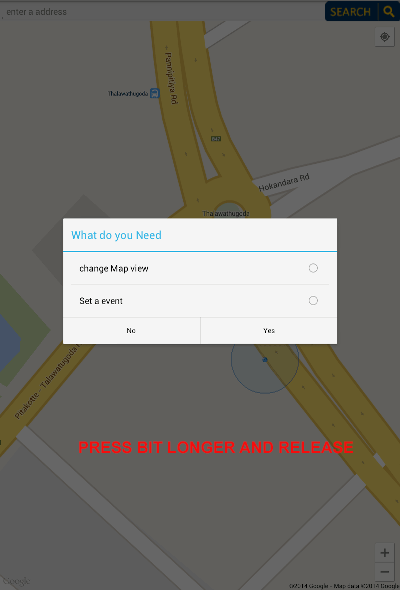 enter a address
SEARCH
Pannipitiya Rd
Thalawathugoda
B47
Hokandara Rd
Thalawathugoda
What do you Need
change Map view
Set a event
No
Yes
Pitakotte - Talawatugoda Rd
PRESS BIT LONGER AND RELEASE
+
−
Google
©2014 Google - Map data ©2014 Google